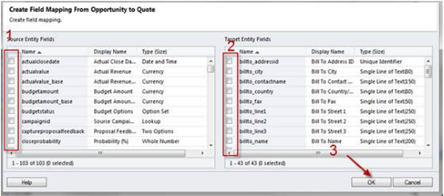 Create Field Mapping From Opportunity to Quote
Create field mapping.
1
Source Entity Fields
2
Target Entity Fields
Name Display Name Type (Size)
Name Display Name Type (Size)
actualclosedate Actual Close Da... Date and Time
billto_addressid Bill To Address ID Unique Identifier
actualvalue Actual Revenue Currency
billto_city Bill To City Single Line of Text(80)
actualvalue_base Actual Revenue Currency
billto_contactname Bill To Contact ... Single Line of Text(150)
budgetamount Budget Amount Currency
billto_country Bill To Country/... Single Line of Text(80)
budgetamount_base Budget Amount... Currency
billto_fax Bill To Fax Single Line of Text(50)
budgetstatus Budget Options Option Set
billto_line1 Bill To Street 1 Single Line of Text(250)
campaignid Source Campaign Lookup
billto_line2 Bill To Street 2 Single Line of Text(250)
captureproposalfeedback Proposal Feedb... Two Options
billto_line3 Bill To Street 3 Single Line of Text(250)
closeprobability Probability (%) Whole Number
billto_name Bill To Name Single Line of Text(200)
1 - 103 of 103 (0 selected)
1 - 43 of 43 (0 selected)
3
Help
OK
Cancel